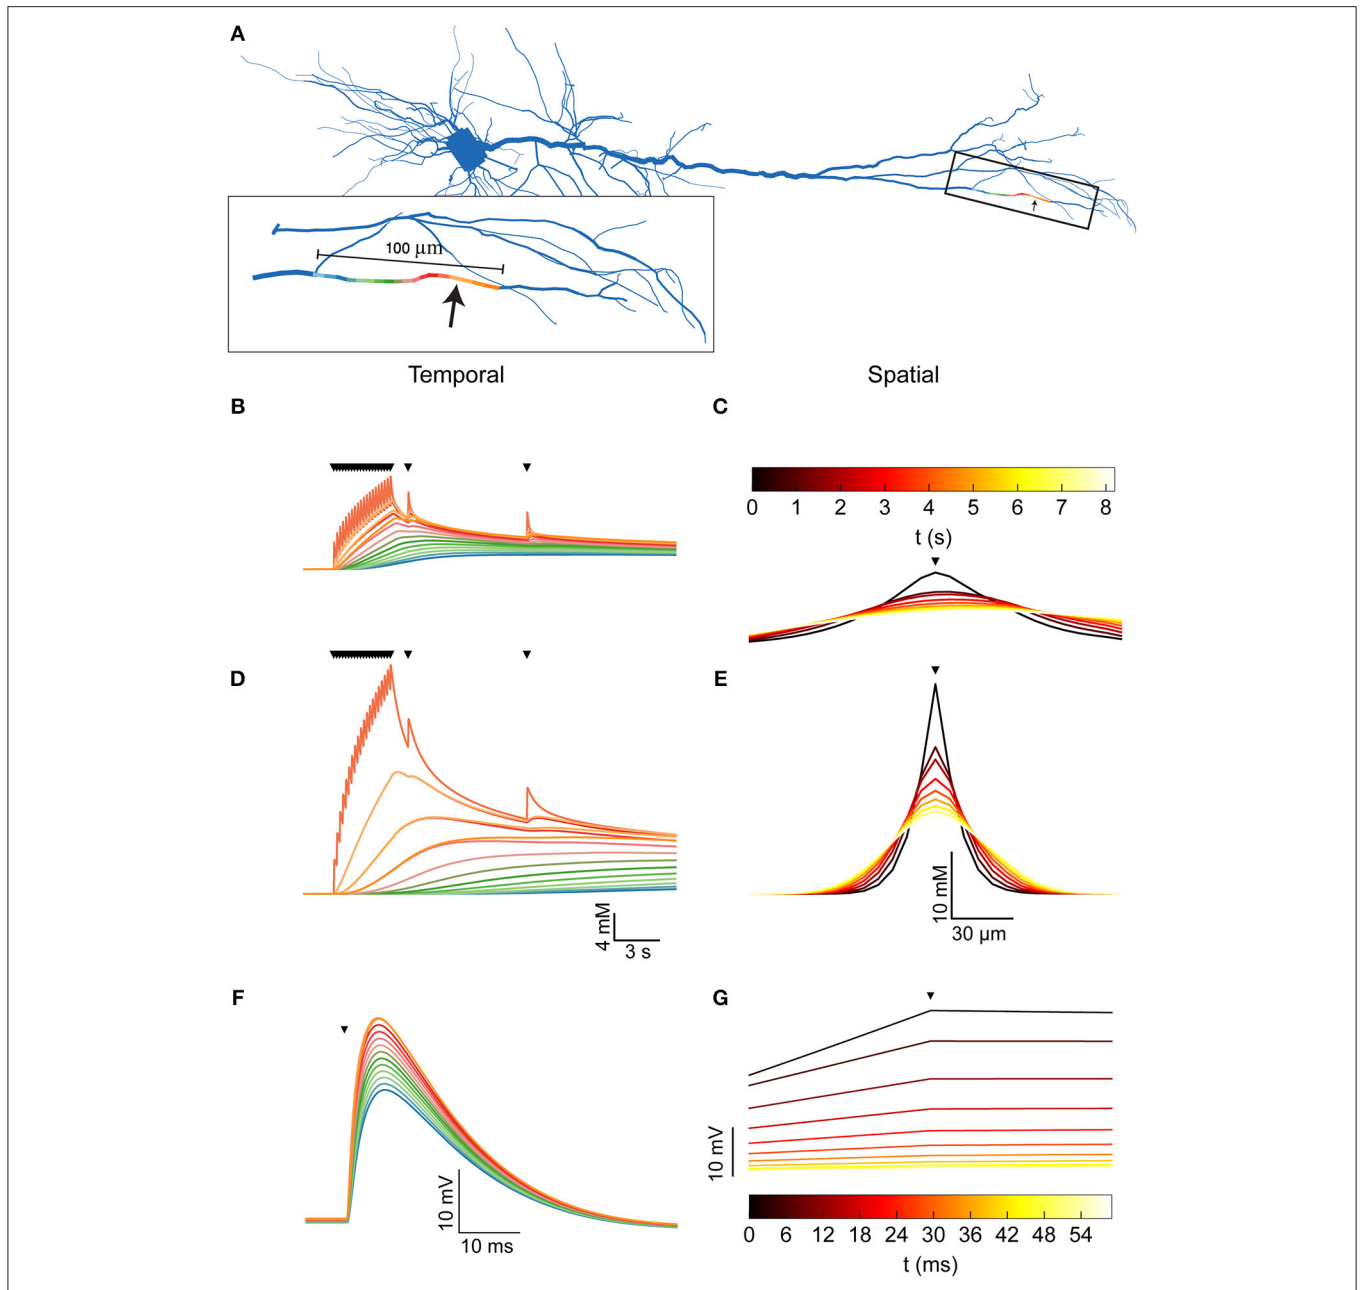 A
100 μm
Temporal
Spatial
B
C
0 1 2 3 4 5 6 7 8
t (s)
D
E
4 mM
3 s
10 mM
30 μm
F
G
10 mV
10 ms
10 mV
0 6 12 18 24 30 36 42 48 54
t (ms)